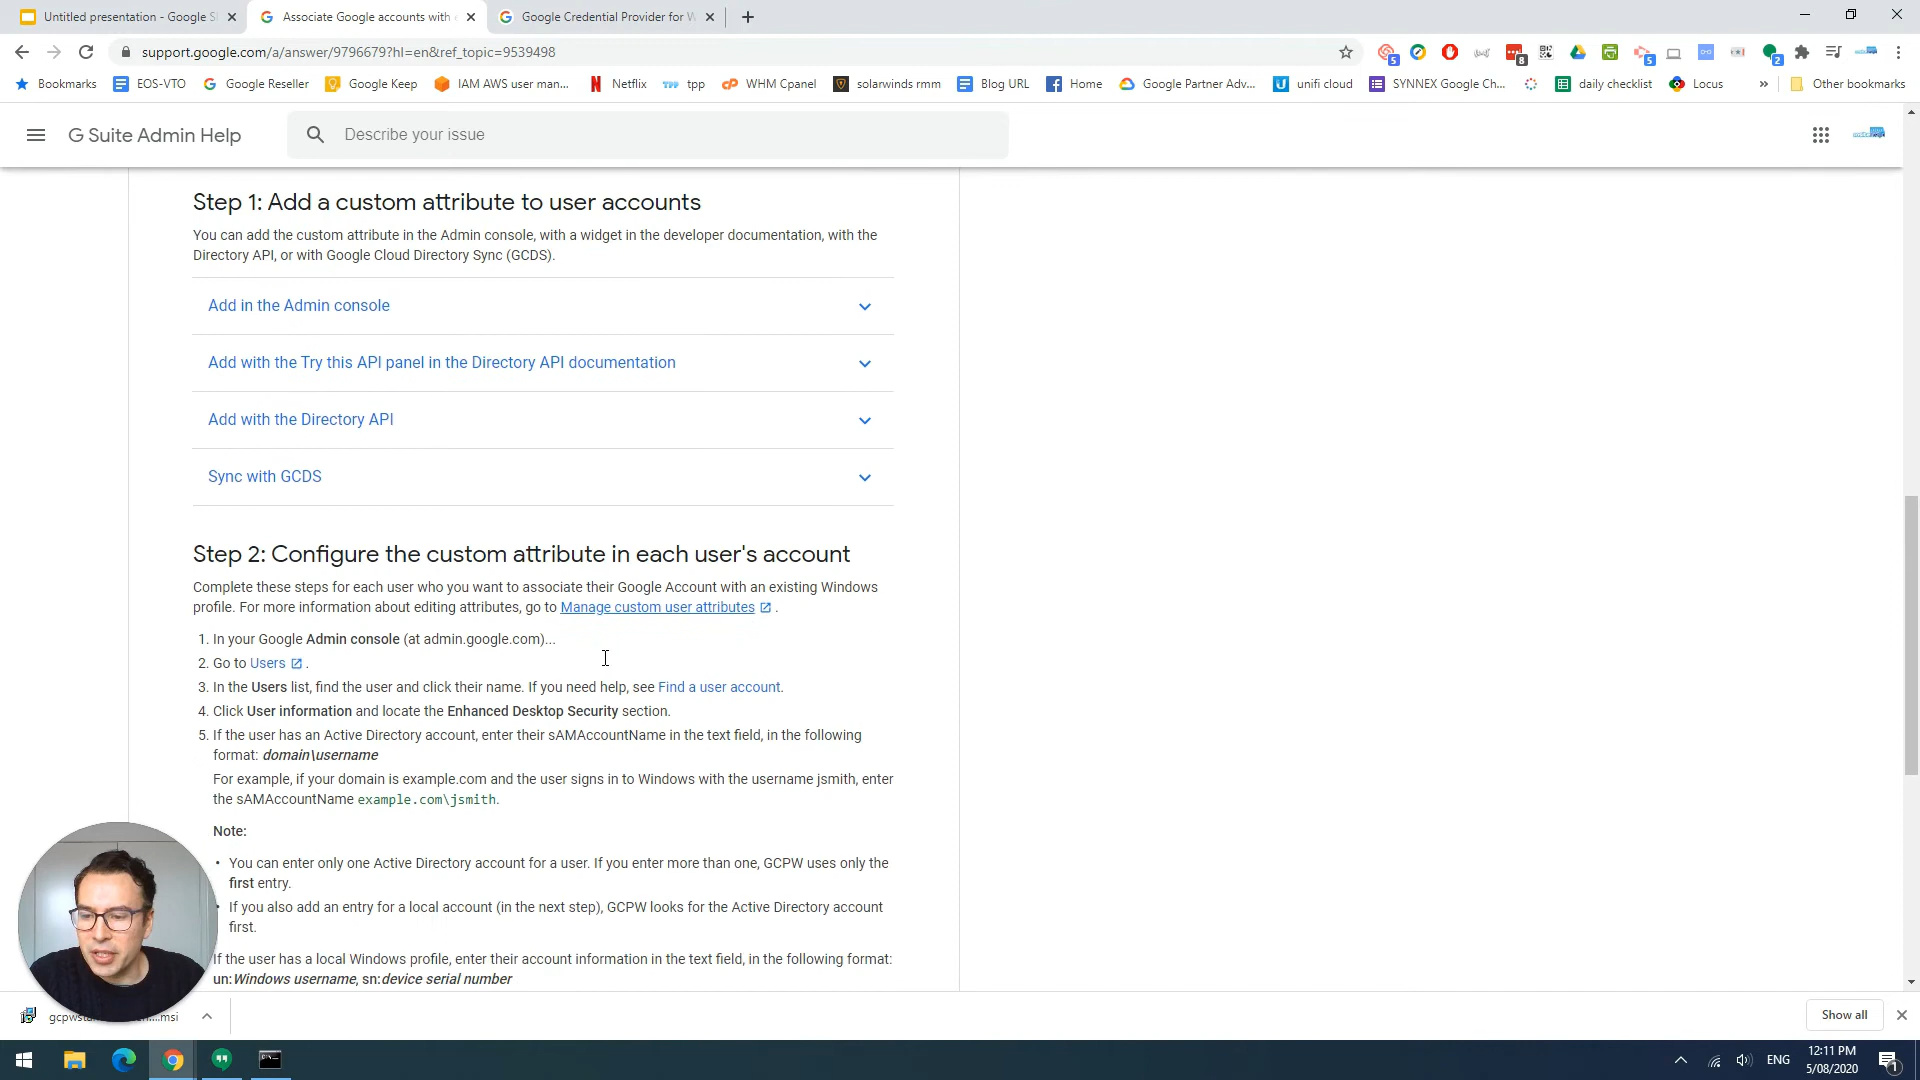 Untitled presentation - Google S
Associate Google accounts with
Google Credential Provider for W
support.google.com/a/answer/9796679?hl=en&ref_topic=9539498
5
8
5
2
Bookmarks
EOS-VTO
Google Reseller
Google Keep
IAM AWS user man...
Netflix
tpp
WHM Cpanel
solarwinds rmm
Blog URL
Home
Google Partner Adv...
unifi cloud
SYNNEX Google Ch...
daily checklist
Locus
»
Other bookmarks
G Suite Admin Help
Describe your issue
Step 1: Add a custom attribute to user accounts
You can add the custom attribute in the Admin console, with a widget in the developer documentation, with the
Directory API, or with Google Cloud Directory Sync (GCDS).
Add in the Admin console
Add with the Try this API panel in the Directory API documentation
Add with the Directory API
Sync with GCDS
Step 2: Configure the custom attribute in each user's account
Complete these steps for each user who you want to associate their Google Account with an existing Windows
profile. For more information about editing attributes, go to Manage custom user attributes .
1. In your Google Admin console (at admin.google.com)...
2. Go to Users .
3. In the Users list, find the user and click their name. If you need help, see Find a user account.
4. Click User information and locate the Enhanced Desktop Security section.
5. If the user has an Active Directory account, enter their sAMAccountName in the text field, in the following
format: domain\username
For example, if your domain is example.com and the user signs in to Windows with the username jsmith, enter
the sAMAccountName example.com\jsmith.
Note:
• You can enter only one Active Directory account for a user. If you enter more than one, GCPW uses only the
first entry.
• If you also add an entry for a local account (in the next step), GCPW looks for the Active Directory account
first.
If the user has a local Windows profile, enter their account information in the text field, in the following format:
un:Windows username, sn:device serial number
Show all
ENG
12:11 PM
5/08/2020
1